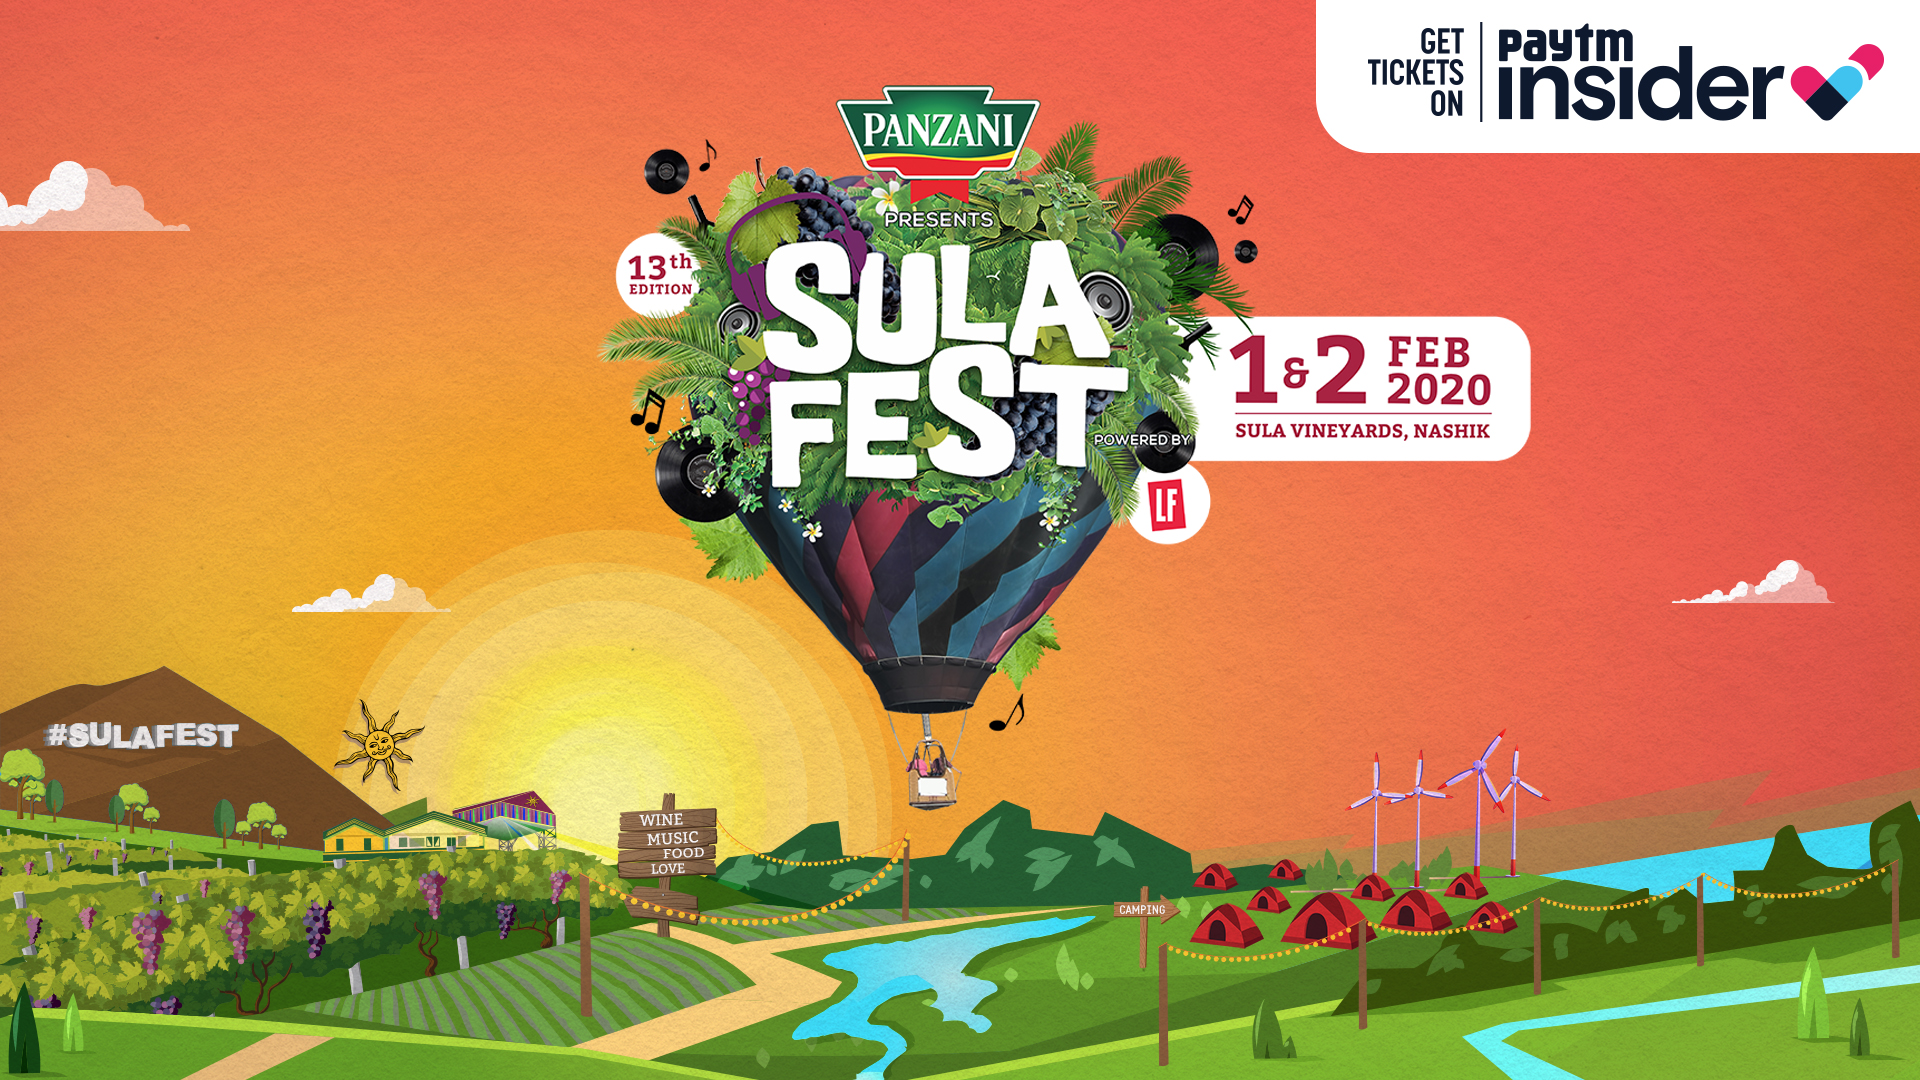 GET
TICKETS
ON
paytm
insider
PANZANI
PRESENTS
13th
EDITION
SULA
FEST
1 & 2 FEB
2020
SULA VINEYARDS, NASHIK
POWERED BY
LF
#SULAFEST
WINE
MUSIC
FOOD
LOVE
CAMPING